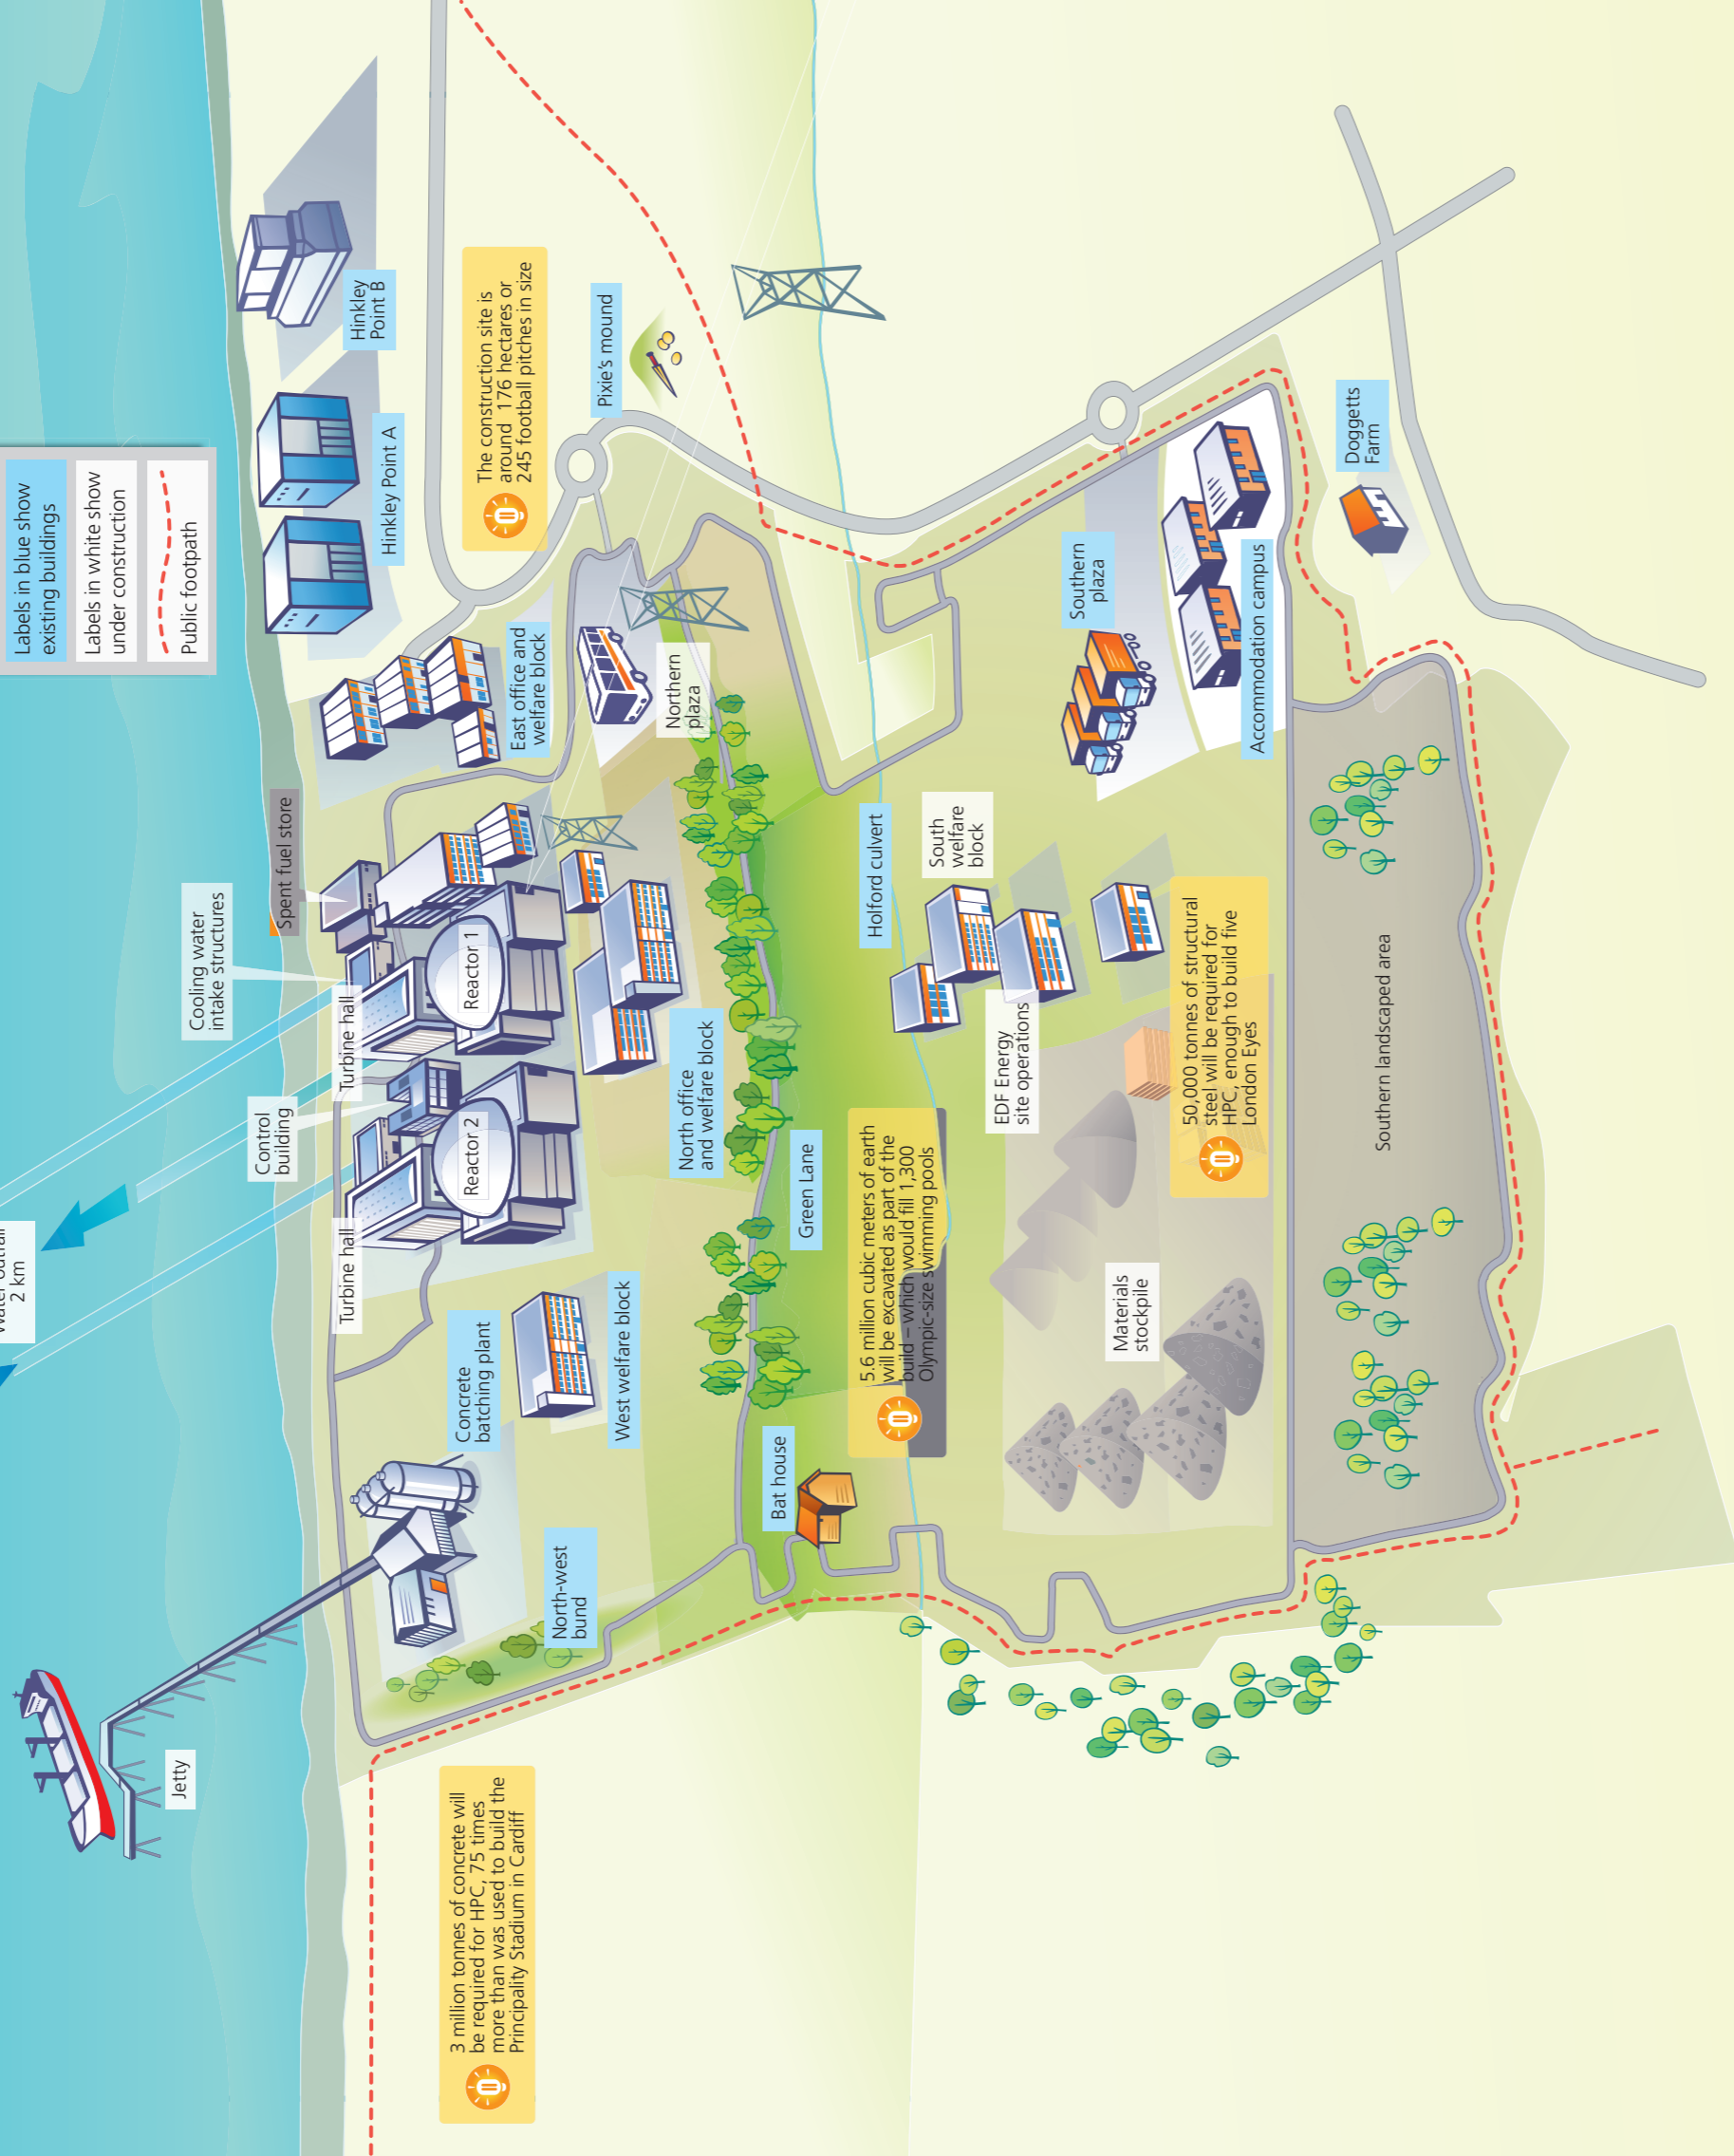 Labels in blue show
existing buildings
Labels in white show
under construction
Public footpath
2 km
Jetty
Cooling water
intake structures
Spent fuel store
Control
building
Turbine hall
Turbine hall
Reactor 2
Reactor 1
Hinkley Point A
Hinkley
Point B
3 million tonnes of concrete will
be required for HPC, 75 times
more than was used to build the
Principality Stadium in Cardiff
Concrete
batching plant
North-west
bund
West welfare block
East office and
welfare block
The construction site is
around 176 hectares or
245 football pitches in size
Pixie's mound
Northern
plaza
North office
and welfare block
Green Lane
Bat house
5.6 million cubic meters of earth
will be excavated as part of the
build – which would fill 1,300
Olympic-size swimming pools
Holford culvert
South
welfare
block
EDF Energy
site operations
Southern
plaza
Materials
stockpile
50,000 tonnes of structural
steel will be required for
HPC, enough to build five
London Eyes
Accommodation campus
Doggetts
Farm
Southern landscaped area